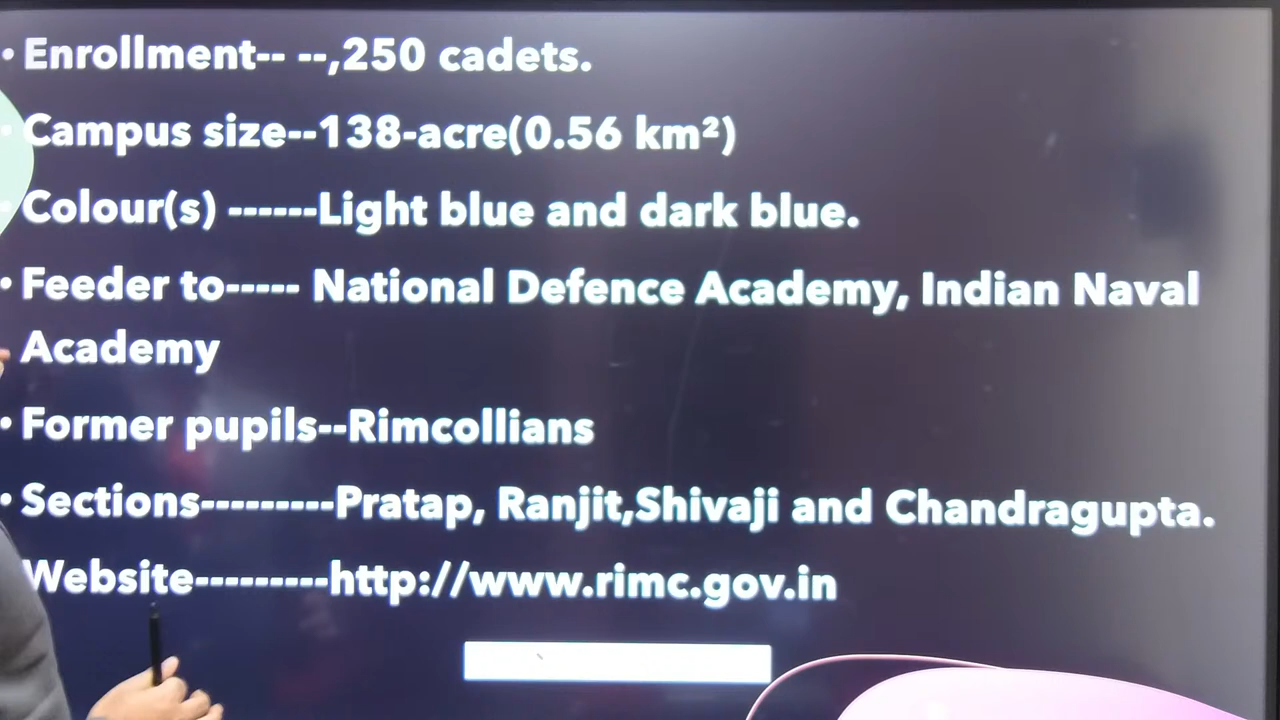 • Enrollment-- --,250 cadets.
• Campus size--138-acre(0.56 km²)
• Colour(s) ------Light blue and dark blue.
• Feeder to----- National Defence Academy, Indian Naval
Academy
• Former pupils--Rimcollians
• Sections---------Pratap, Ranjit,Shivaji and Chandragupta.
Website---------http://www.rimc.gov.in